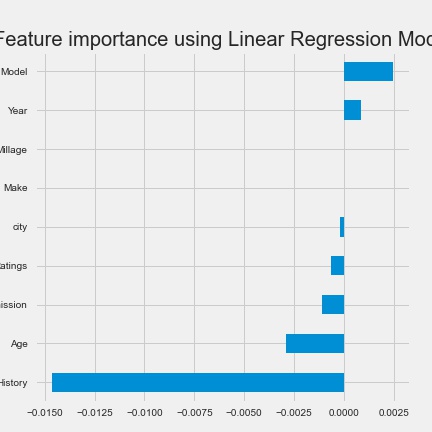 Feature importance using Linear Regression Mod
Model
Year
Millage
Make
city
atings
ission
Age
History
−0.0150 −0.0125 −0.0100 −0.0075 −0.0050 −0.0025 0.0000 0.0025